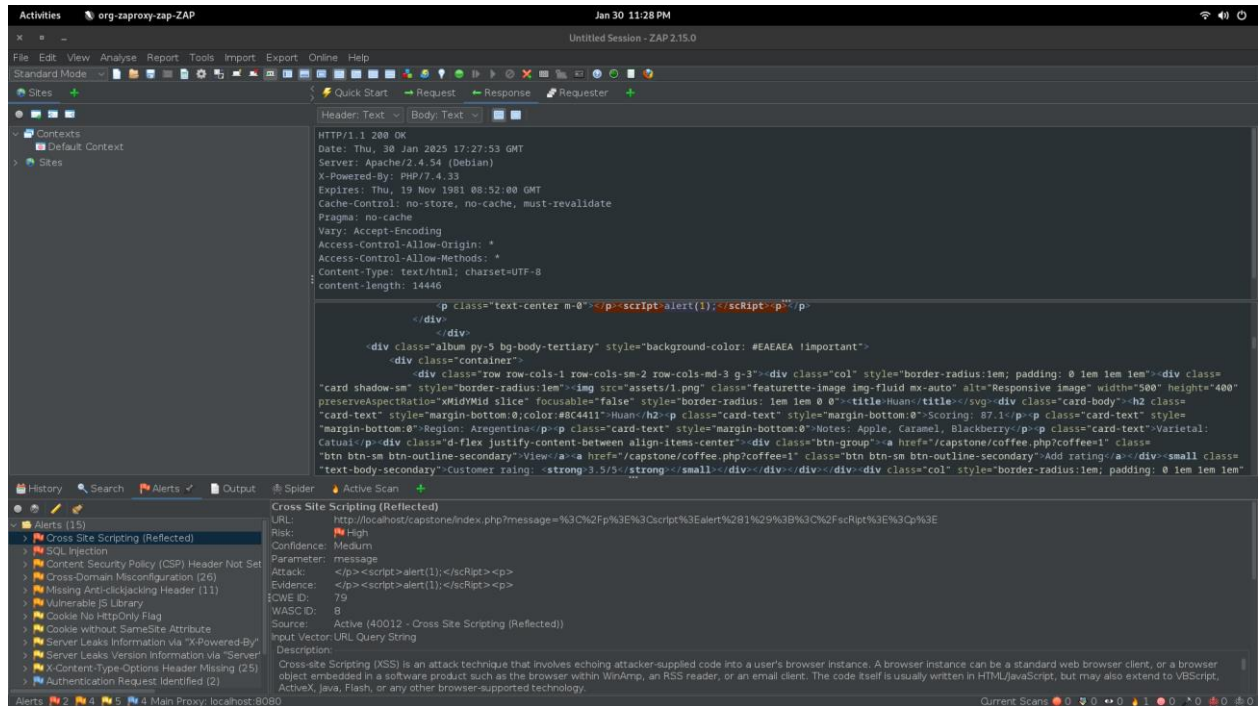 Activities org-zaproxy-zap-ZAP Jan 30 11:28 PM
Untitled Session - ZAP 2.15.0
File Edit View Analyse Report Tools Import Export Online Help
Standard Mode
Sites Quick Start Request Response Requester
Header: Text Body: Text
Contexts
Default Context
Sites
HTTP/1.1 200 OK
Date: Thu, 30 Jan 2025 17:27:53 GMT
Server: Apache/2.4.54 (Debian)
X-Powered-By: PHP/7.4.33
Expires: Thu, 19 Nov 1981 08:52:00 GMT
Cache-Control: no-store, no-cache, must-revalidate
Pragma: no-cache
Vary: Accept-Encoding
Access-Control-Allow-Origin: *
Access-Control-Allow-Methods: *
Content-Type: text/html; charset=UTF-8
content-length: 14446
<p class="text-center m-0"></p><scrIpt>alert(1);</scRipt><p></p>
</div>
</div>
<div class="album py-5 bg-body-tertiary" style="background-color: #EAEAEA !important">
<div class="container">
<div class="row row-cols-1 row-cols-sm-2 row-cols-md-3 g-3"><div class="col" style="border-radius:1em; padding: 0 1em 1em 1em"><div class=
"card shadow-sm" style="border-radius:1em"><img src="assets/1.png" class="featurette-image img-fluid mx-auto" alt="Responsive image" width="500" height="400"
preserveAspectRatio="xMidYMid slice" focusable="false" style="border-radius: 1em 1em 0 0"><title>Huan</title></svg><div class="card-body"><h2 class=
"card-text" style="margin-bottom:0;color:#8C4411">Huan</h2><p class="card-text" style="margin-bottom:0">Scoring: 87.1</p><p class="card-text" style=
"margin-bottom:0">Region: Aregentina</p><p class="card-text" style="margin-bottom:0">Notes: Apple, Caramel, Blackberry</p><p class="card-text">Varietal:
Catuai</p><div class="d-flex justify-content-between align-items-center"><div class="btn-group"><a href="/capstone/coffee.php?coffee=1" class=
"btn btn-sm btn-outline-secondary">View</a><a href="/capstone/coffee.php?coffee=1" class="btn btn-sm btn-outline-secondary">Add rating</a></div><small class=
"text-body-secondary">Customer raing: <strong>3.5/5</strong></small></div></div></div></div><div class="col" style="border-radius:1em; padding: 0 1em 1em 1em"
History Search Alerts Output Spider Active Scan
Alerts (15)
Cross Site Scripting (Reflected)
SQL Injection
Content Security Policy (CSP) Header Not Set
Cross-Domain Misconfiguration (26)
Missing Anti-clickjacking Header (11)
Vulnerable JS Library
Cookie No HttpOnly Flag
Cookie without SameSite Attribute
Server Leaks Information via "X-Powered-By"
Server Leaks Version Information via "Server"
X-Content-Type-Options Header Missing (25)
Authentication Request Identified (2)
Cross Site Scripting (Reflected)
URL: http://localhost/capstone/index.php?message=%3C%2Fp%3E%3CscrIpt%3Ealert%281%29%3B%3C%2FscRipt%3E%3Cp%3E
Risk: High
Confidence: Medium
Parameter: message
Attack: </p><scrIpt>alert(1);</scRipt><p>
Evidence: </p><scrIpt>alert(1);</scRipt><p>
CWE ID: 79
WASC ID: 8
Source: Active (40012 - Cross Site Scripting (Reflected))
Input Vector: URL Query String
Description:
Cross-site Scripting (XSS) is an attack technique that involves echoing attacker-supplied code into a user's browser instance. A browser instance can be a standard web browser client, or a browser
object embedded in a software product such as the browser within WinAmp, an RSS reader, or an email client. The code itself is usually written in HTML/JavaScript, but may also extend to VBScript,
ActiveX, Java, Flash, or any other browser-supported technology.
Alerts 2 4 5 4 Main Proxy: localhost:8080 Current Scans 0 0 0 1 0 0 0 0